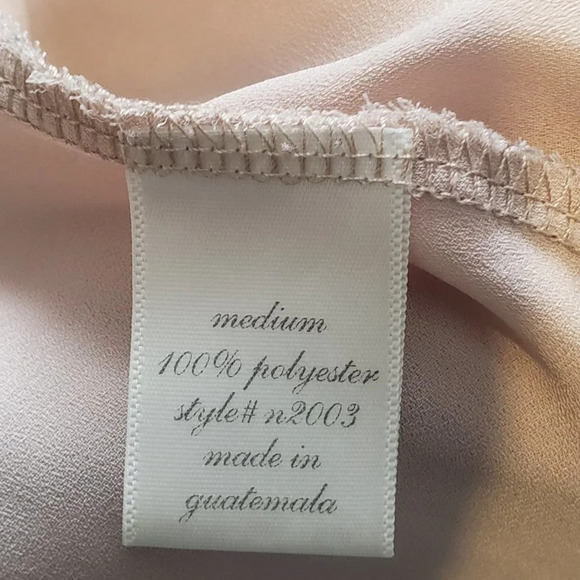 medium
100% polyester
style# n2003
made in
guatemala